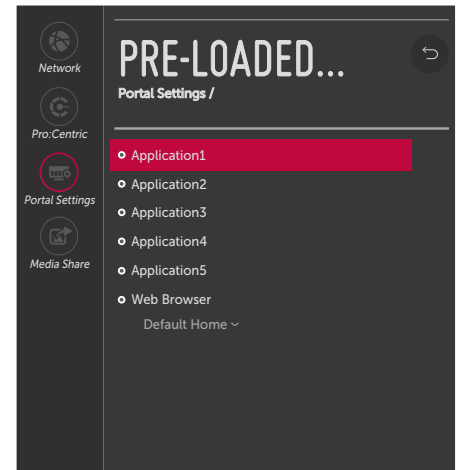 PRE-LOADED...
Portal Settings /
Network
Pro:Centric
Portal Settings
Media Share
Application1
Application2
Application3
Application4
Application5
Web Browser
Default Home